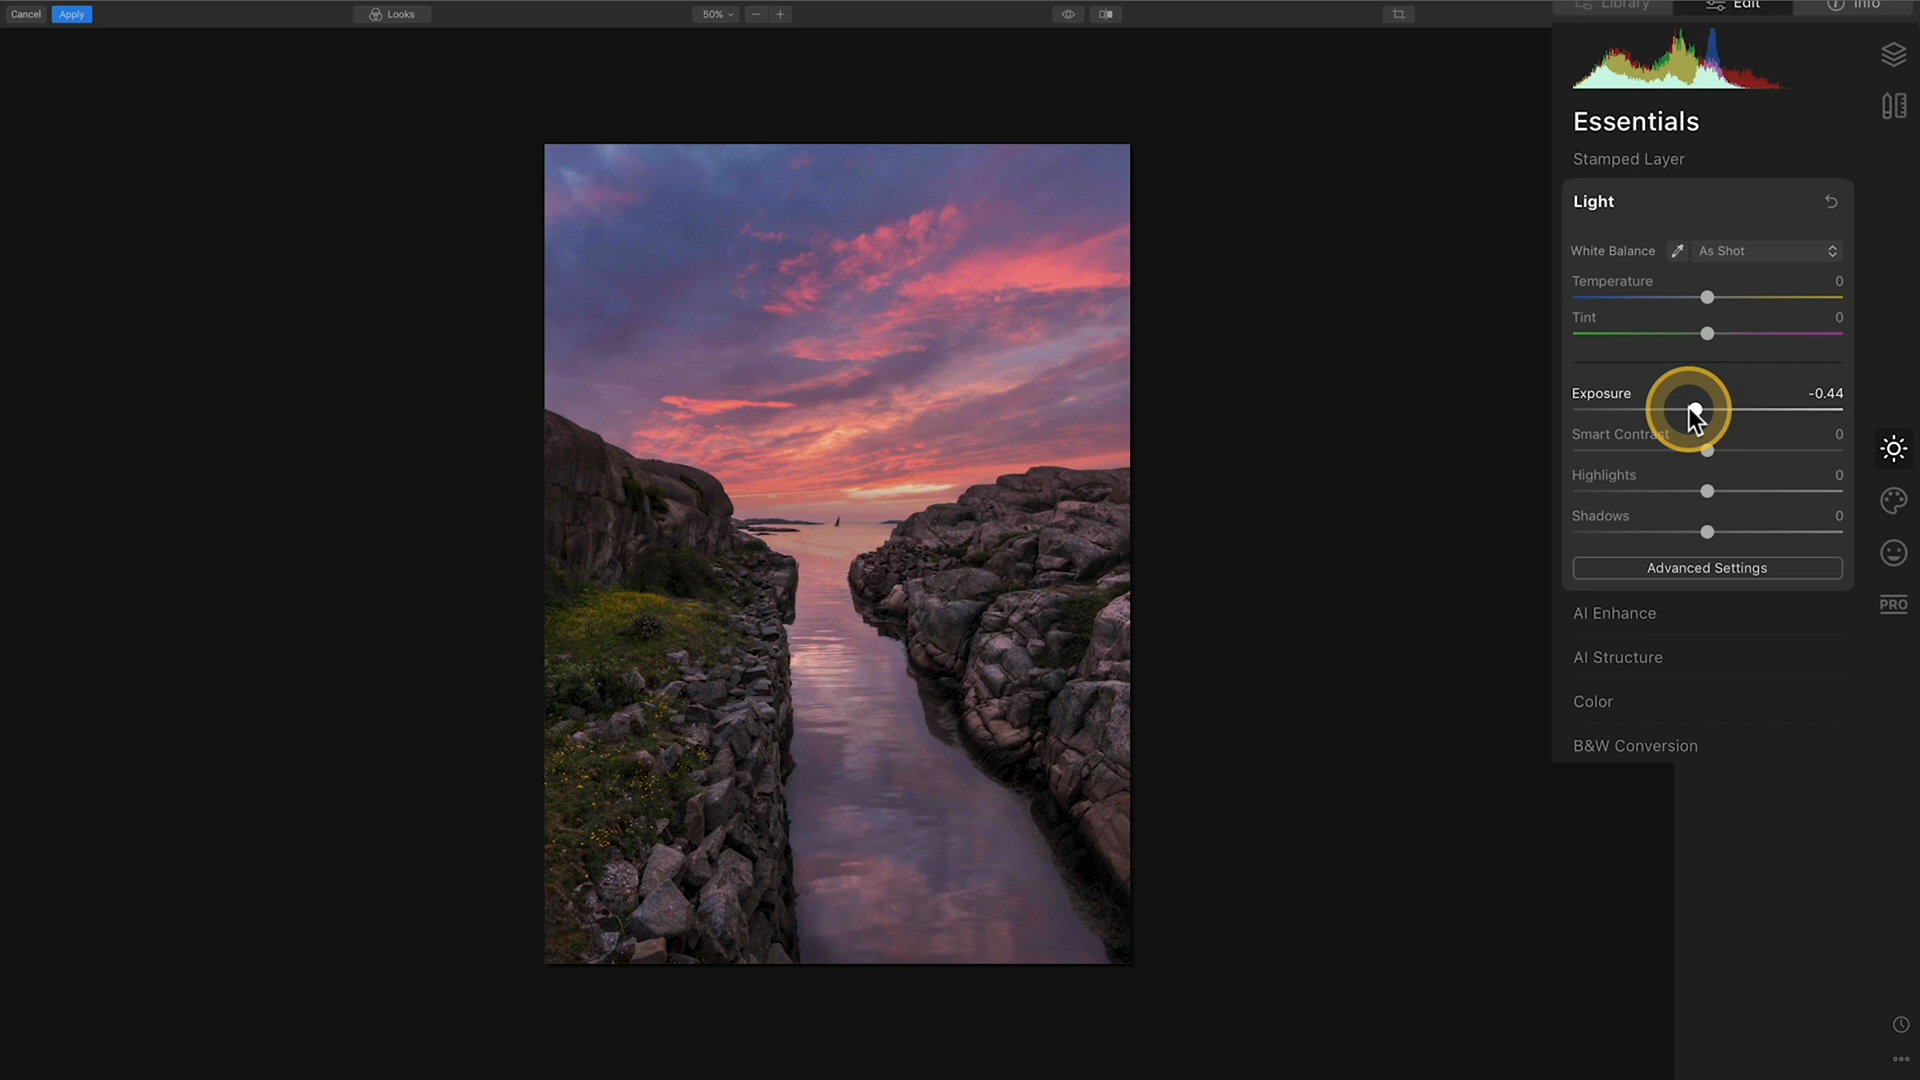 Cancel
Apply
Looks
50%
Library
Edit
Info
Essentials
Stamped Layer
Light
White Balance
As Shot
Temperature
0
Tint
0
Exposure
-0.44
Smart Contrast
0
Highlights
0
Shadows
0
Advanced Settings
AI Enhance
AI Structure
Color
B&W Conversion
PRO